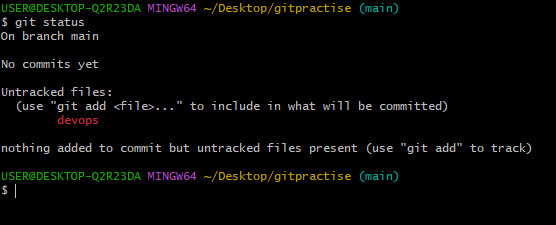 USER@DESKTOP-Q2R23DA MINGW64 ~/Desktop/gitpractise (main)
$ git status
On branch main
No commits yet
Untracked files:
(use "git add <file>..." to include in what will be committed)
devops
nothing added to commit but untracked files present (use "git add" to track)
USER@DESKTOP-Q2R23DA MINGW64 ~/Desktop/gitpractise (main)
$